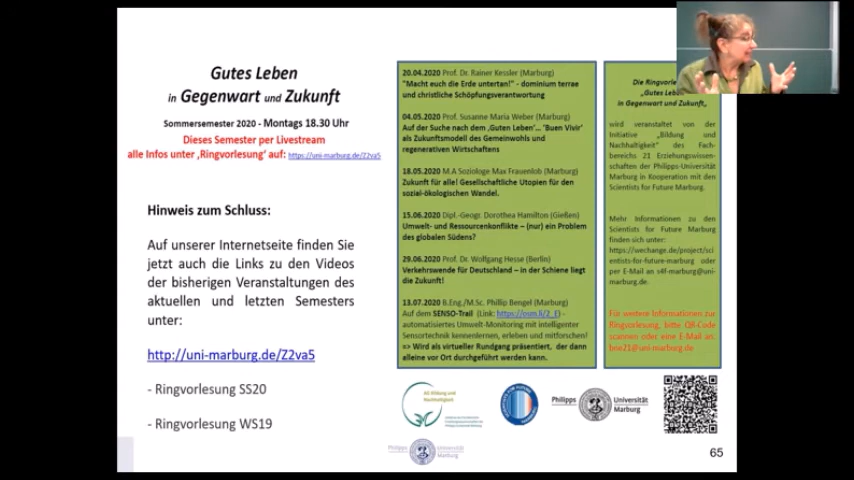 Gutes Leben
in Gegenwart und Zukunft
Sommersemester 2020 - Montags 18.30 Uhr
Dieses Semester per Livestream
alle Infos unter ‚Ringvorlesung' auf: https://uni-marburg.de/Z2va5
Hinweis zum Schluss:
Auf unserer Internetseite finden Sie
jetzt auch die Links zu den Videos
der bisherigen Veranstaltungen des
aktuellen und letzten Semesters
unter:
http://uni-marburg.de/Z2va5
- Ringvorlesung SS20
- Ringvorlesung WS19
20.04.2020 Prof. Dr. Rainer Kessler (Marburg)
"Macht euch die Erde untertan!" - dominium terrae
und christliche Schöpfungsverantwortung
04.05.2020 Prof. Susanne Maria Weber (Marburg)
Auf der Suche nach dem ‚Guten Leben'... 'Buen Vivir'
als Zukunftsmodell des Gemeinwohls und
regenerativen Wirtschaftens
18.05.2020 M.A Soziologe Max Frauenlob (Marburg)
Zukunft für alle! Gesellschaftliche Utopien für den
sozial-ökologischen Wandel.
15.06.2020 Dipl.-Geogr. Dorothea Hamilton (Gießen)
Umwelt- und Ressourcenkonflikte – (nur) ein Problem
des globalen Südens?
29.06.2020 Prof. Dr. Wolfgang Hesse (Berlin)
Verkehrswende für Deutschland – in der Schiene liegt
die Zukunft!
13.07.2020 B.Eng./M.Sc. Phillip Bengel (Marburg)
Auf dem SENSO-Trail (Link: https://osm.li/2_E) -
automatisiertes Umwelt-Monitoring mit intelligenter
Sensortechnik kennenlernen, erleben und mitforschen!
=> Wird als virtueller Rundgang präsentiert, der dann
alleine vor Ort durchgeführt werden kann.
Die Ringvorl
„Gutes Leb
in Gegenwart und Zukunft„
wird veranstaltet von der
Initiative „Bildung und
Nachhaltigkeit" des Fach-
bereichs 21 Erziehungswissen-
schaften der Philipps-Universität
Marburg in Kooperation mit den
Scientists for Future Marburg.
Mehr Informationen zu den
Scientists for Future Marburg
finden sich unter:
https://wechange.de/project/sci
entists-for-future-marburg oder
per E-Mail an s4f-marburg@uni-
marburg.de.
Für weitere Informationen zur
Ringvorlesung, bitte QR-Code
scannen oder eine E-Mail an:
bne21@uni-marburg.de
AG Bildung und
Nachhaltigkeit
Philipps
Universität
Marburg
Philipps
Universität
Marburg
65